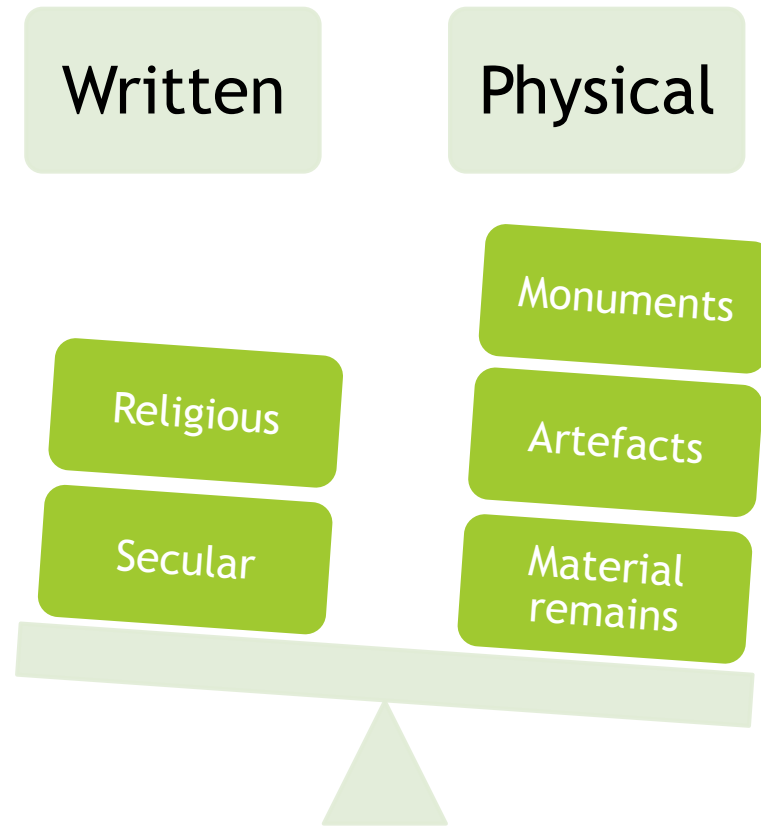 Written
Physical
Religious
Secular
Monuments
Artefacts
Material
remains